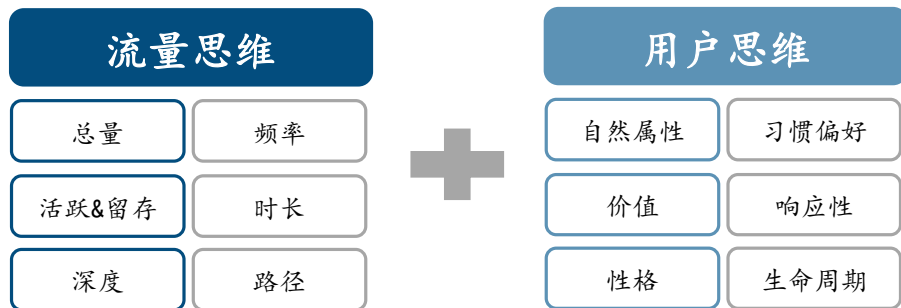 流量思维
用户思维
总量
频率
自然属性
习惯偏好
活跃&留存
时长
价值
响应性
深度
路径
性格
生命周期